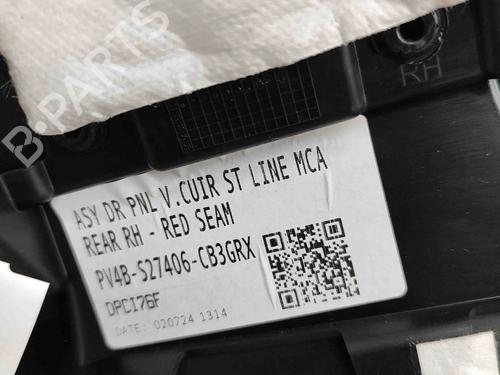 B PARTS
RH
ASY DR PNL V.CUIR ST LINE MCA
REAR RH - RED SEAM
PV4B-S27406-CB3GRX
DPCI76F
DATE: 020724 1314